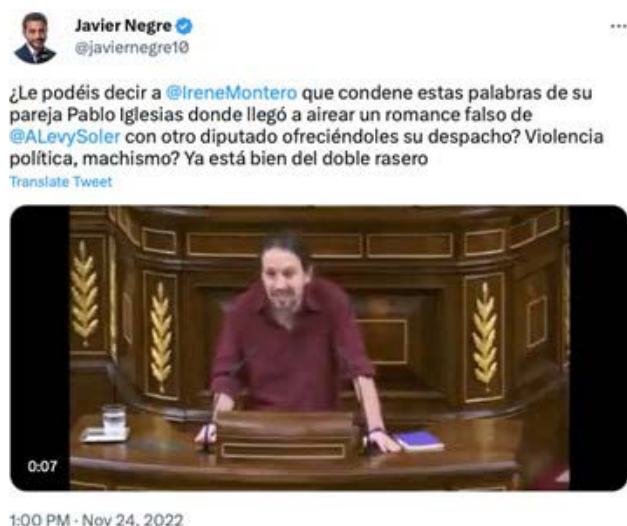 Javier Negre
@javiernegre10
¿Le podéis decir a @IreneMontero que condene estas palabras de su
pareja Pablo Iglesias donde llegó a airear un romance falso de
@ALevySoler con otro diputado ofreciéndoles su despacho? Violencia
política, machismo? Ya está bien del doble rasero
Translate Tweet
0:07
1:00 PM · Nov 24, 2022